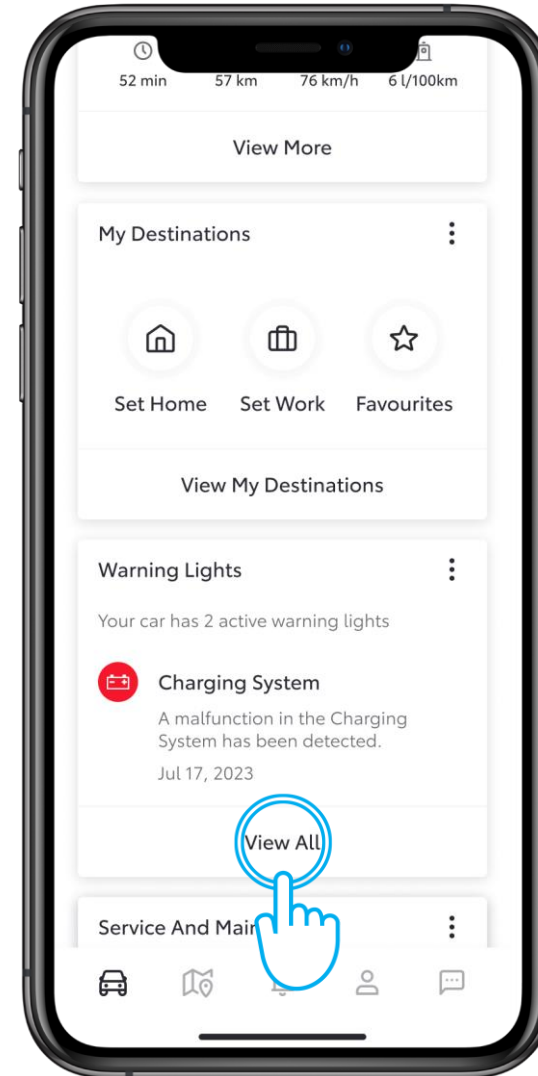 52 min 57 km 76 km/h 6 l/100km
View More
My Destinations
Set Home Set Work Favourites
View My Destinations
Warning Lights
Your car has 2 active warning lights
Charging System
A malfunction in the Charging
System has been detected.
Jul 17, 2023
View All
Service And